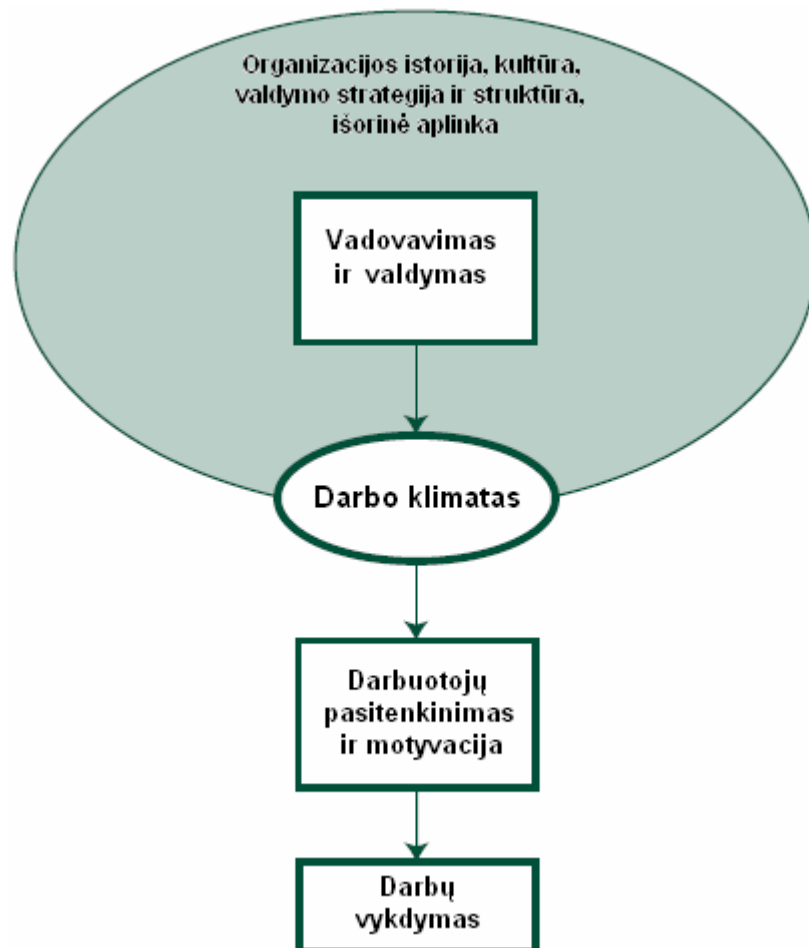 Organizacijos istorija, kultūra,
valdymo strategija ir struktūra,
išorinė aplinka
Vadovavimas
ir valdymas
Darbo klimatas
Darbuotojų
pasitenkinimas
ir motyvacija
Darbų
vykdymas